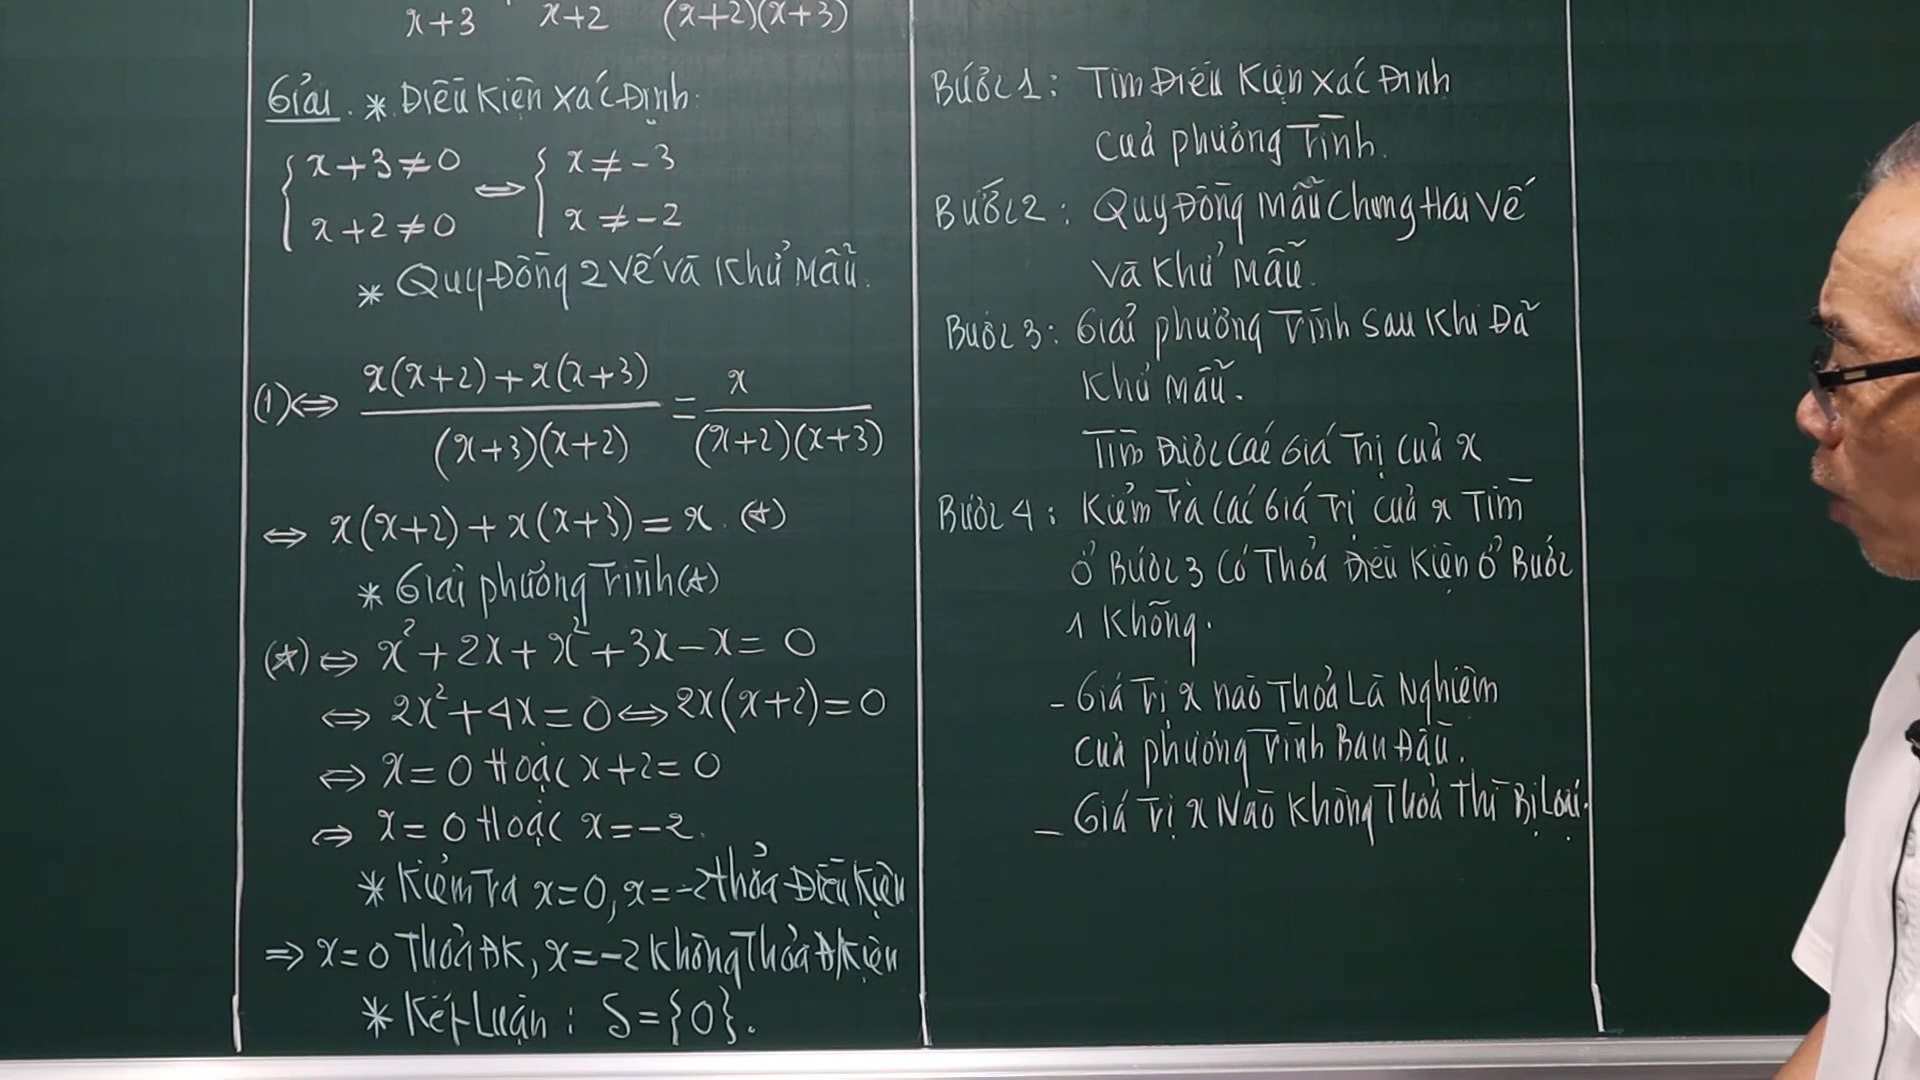 x+3 x+2 (x+2)(x+3)
Giải. * Điều Kiện Xác Định:
{ x+3≠0 ⇔ { x≠-3
x+2≠0 x≠-2
* Quy Đồng 2 Vế và Khử Mẫu.
(1)⇔ x(x+2)+x(x+3) / (x+3)(x+2) = x / (x+2)(x+3)
⇔ x(x+2)+x(x+3)=x. (*)
* Giải phương Trình (*)
(*) ⇔ x²+2x+x²+3x-x=0
⇔ 2x²+4x=0 ⇔ 2x(x+2)=0
⇔ x=0 Hoặc x+2=0
⇔ x=0 Hoặc x=-2.
* Kiểm Tra x=0, x=-2 Thỏa Điều Kiện
⇒ x=0 Thỏa ĐK, x=-2 Không Thỏa Đ/Kiện
* Kết Luận: S={0}.
Bước 1: Tìm Điều Kiện Xác Định
của phương Trình.
Bước 2: Quy Đồng Mẫu Chung Hai Vế
và Khử Mẫu.
Bước 3: Giải phương Trình Sau Khi Đã
Khử Mẫu.
Tìm Được Các Giá Trị của x
Bước 4: Kiểm Tra Các Giá Trị của x Tìm
ở Bước 3 Có Thỏa Điều Kiện ở Bước
1 Không.
- Giá Trị x nào Thỏa Là Nghiệm
của phương Trình Ban Đầu.
- Giá Trị x Nào Không Thỏa Thì Bị Loại.